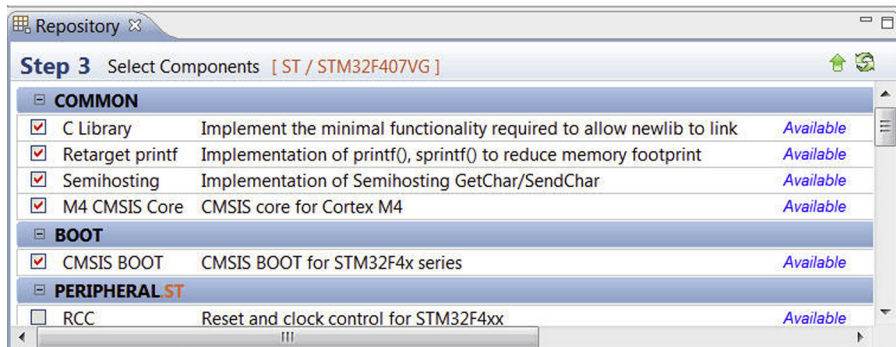 Repository
Step 3 Select Components [ ST / STM32F407VG ]
COMMON
C Library Implement the minimal functionality required to allow newlib to link Available
Retarget printf Implementation of printf(), sprintf() to reduce memory footprint Available
Semihosting Implementation of Semihosting GetChar/SendChar Available
M4 CMSIS Core CMSIS core for Cortex M4 Available
BOOT
CMSIS BOOT CMSIS BOOT for STM32F4x series Available
PERIPHERAL.ST
RCC Reset and clock control for STM32F4xx Available